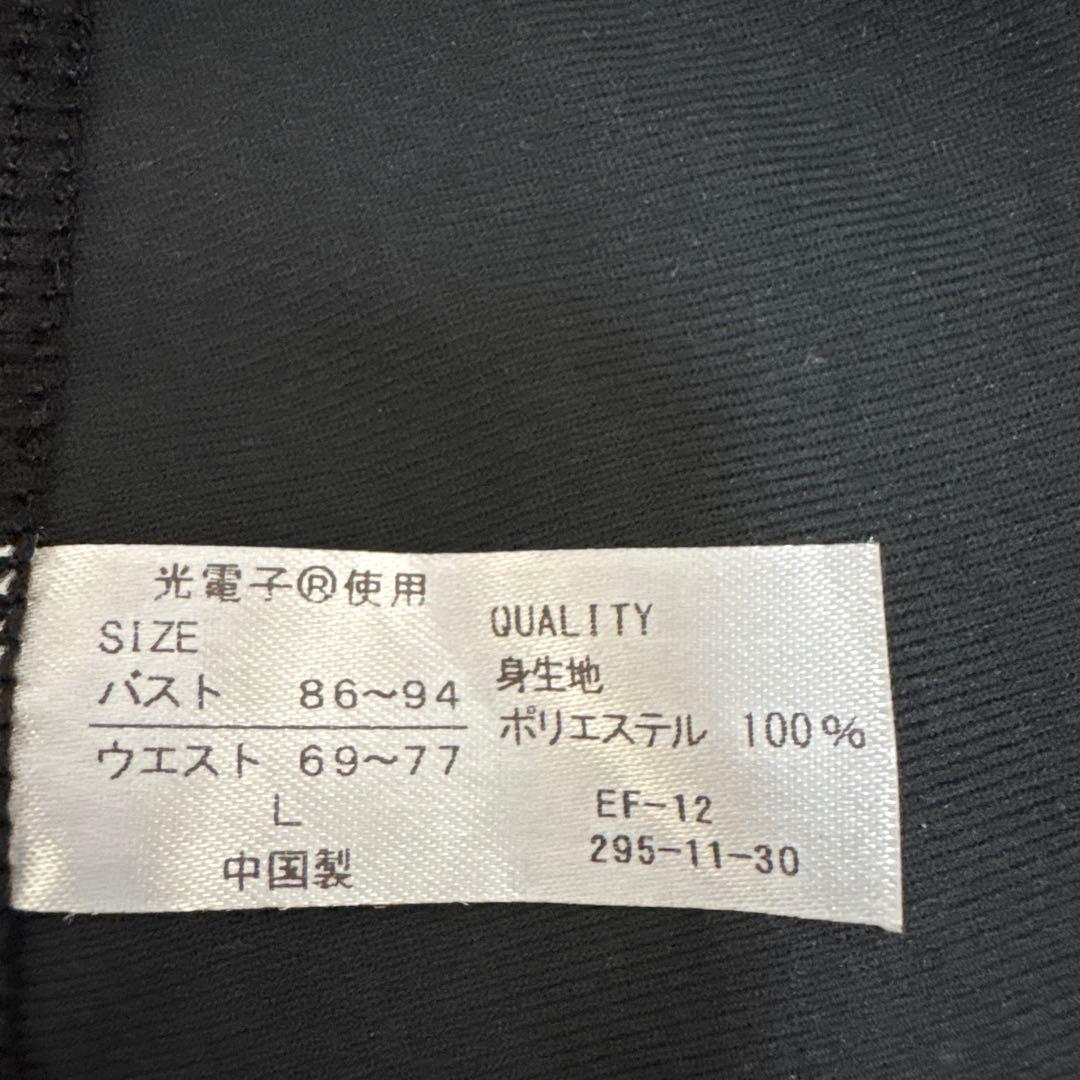 光電子®使用
SIZE
バスト 86～94
ウエスト 69～77
L
中国製
QUALITY
身生地
ポリエステル 100%
EF-12
295-11-30